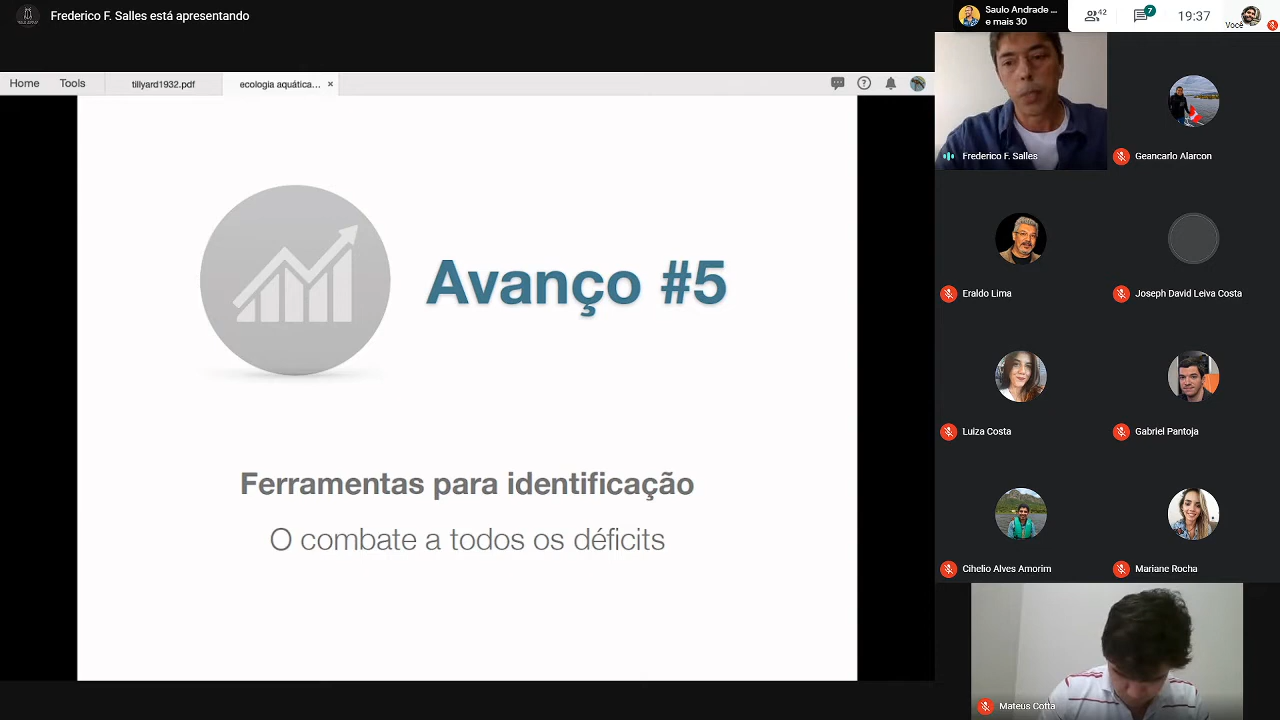 Frederico F. Salles está apresentando
Saulo Andrade ...
e mais 30
42
7
19:37
Você
Home
Tools
tillyard1932.pdf
ecologia aquática...
Avanço #5
Ferramentas para identificação
O combate a todos os déficits
Frederico F. Salles
Geancarlo Alarcon
Eraldo Lima
Joseph David Leiva Costa
Luiza Costa
Gabriel Pantoja
Cihelio Alves Amorim
Mariane Rocha
Mateus Cotta